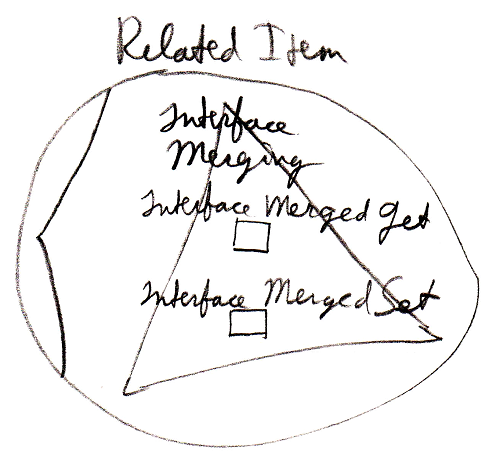 Related Item
Interface
Merging
Interface Merged Get
Interface Merged Set